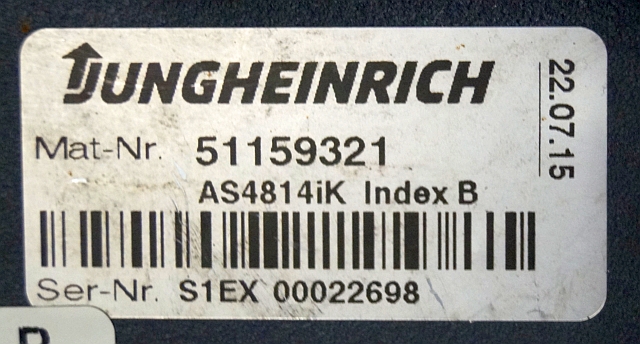 JUNGHEINRICH
22.07.15
Mat-Nr. 51159321
AS4814iK Index B
Ser-Nr. S1EX 00022698